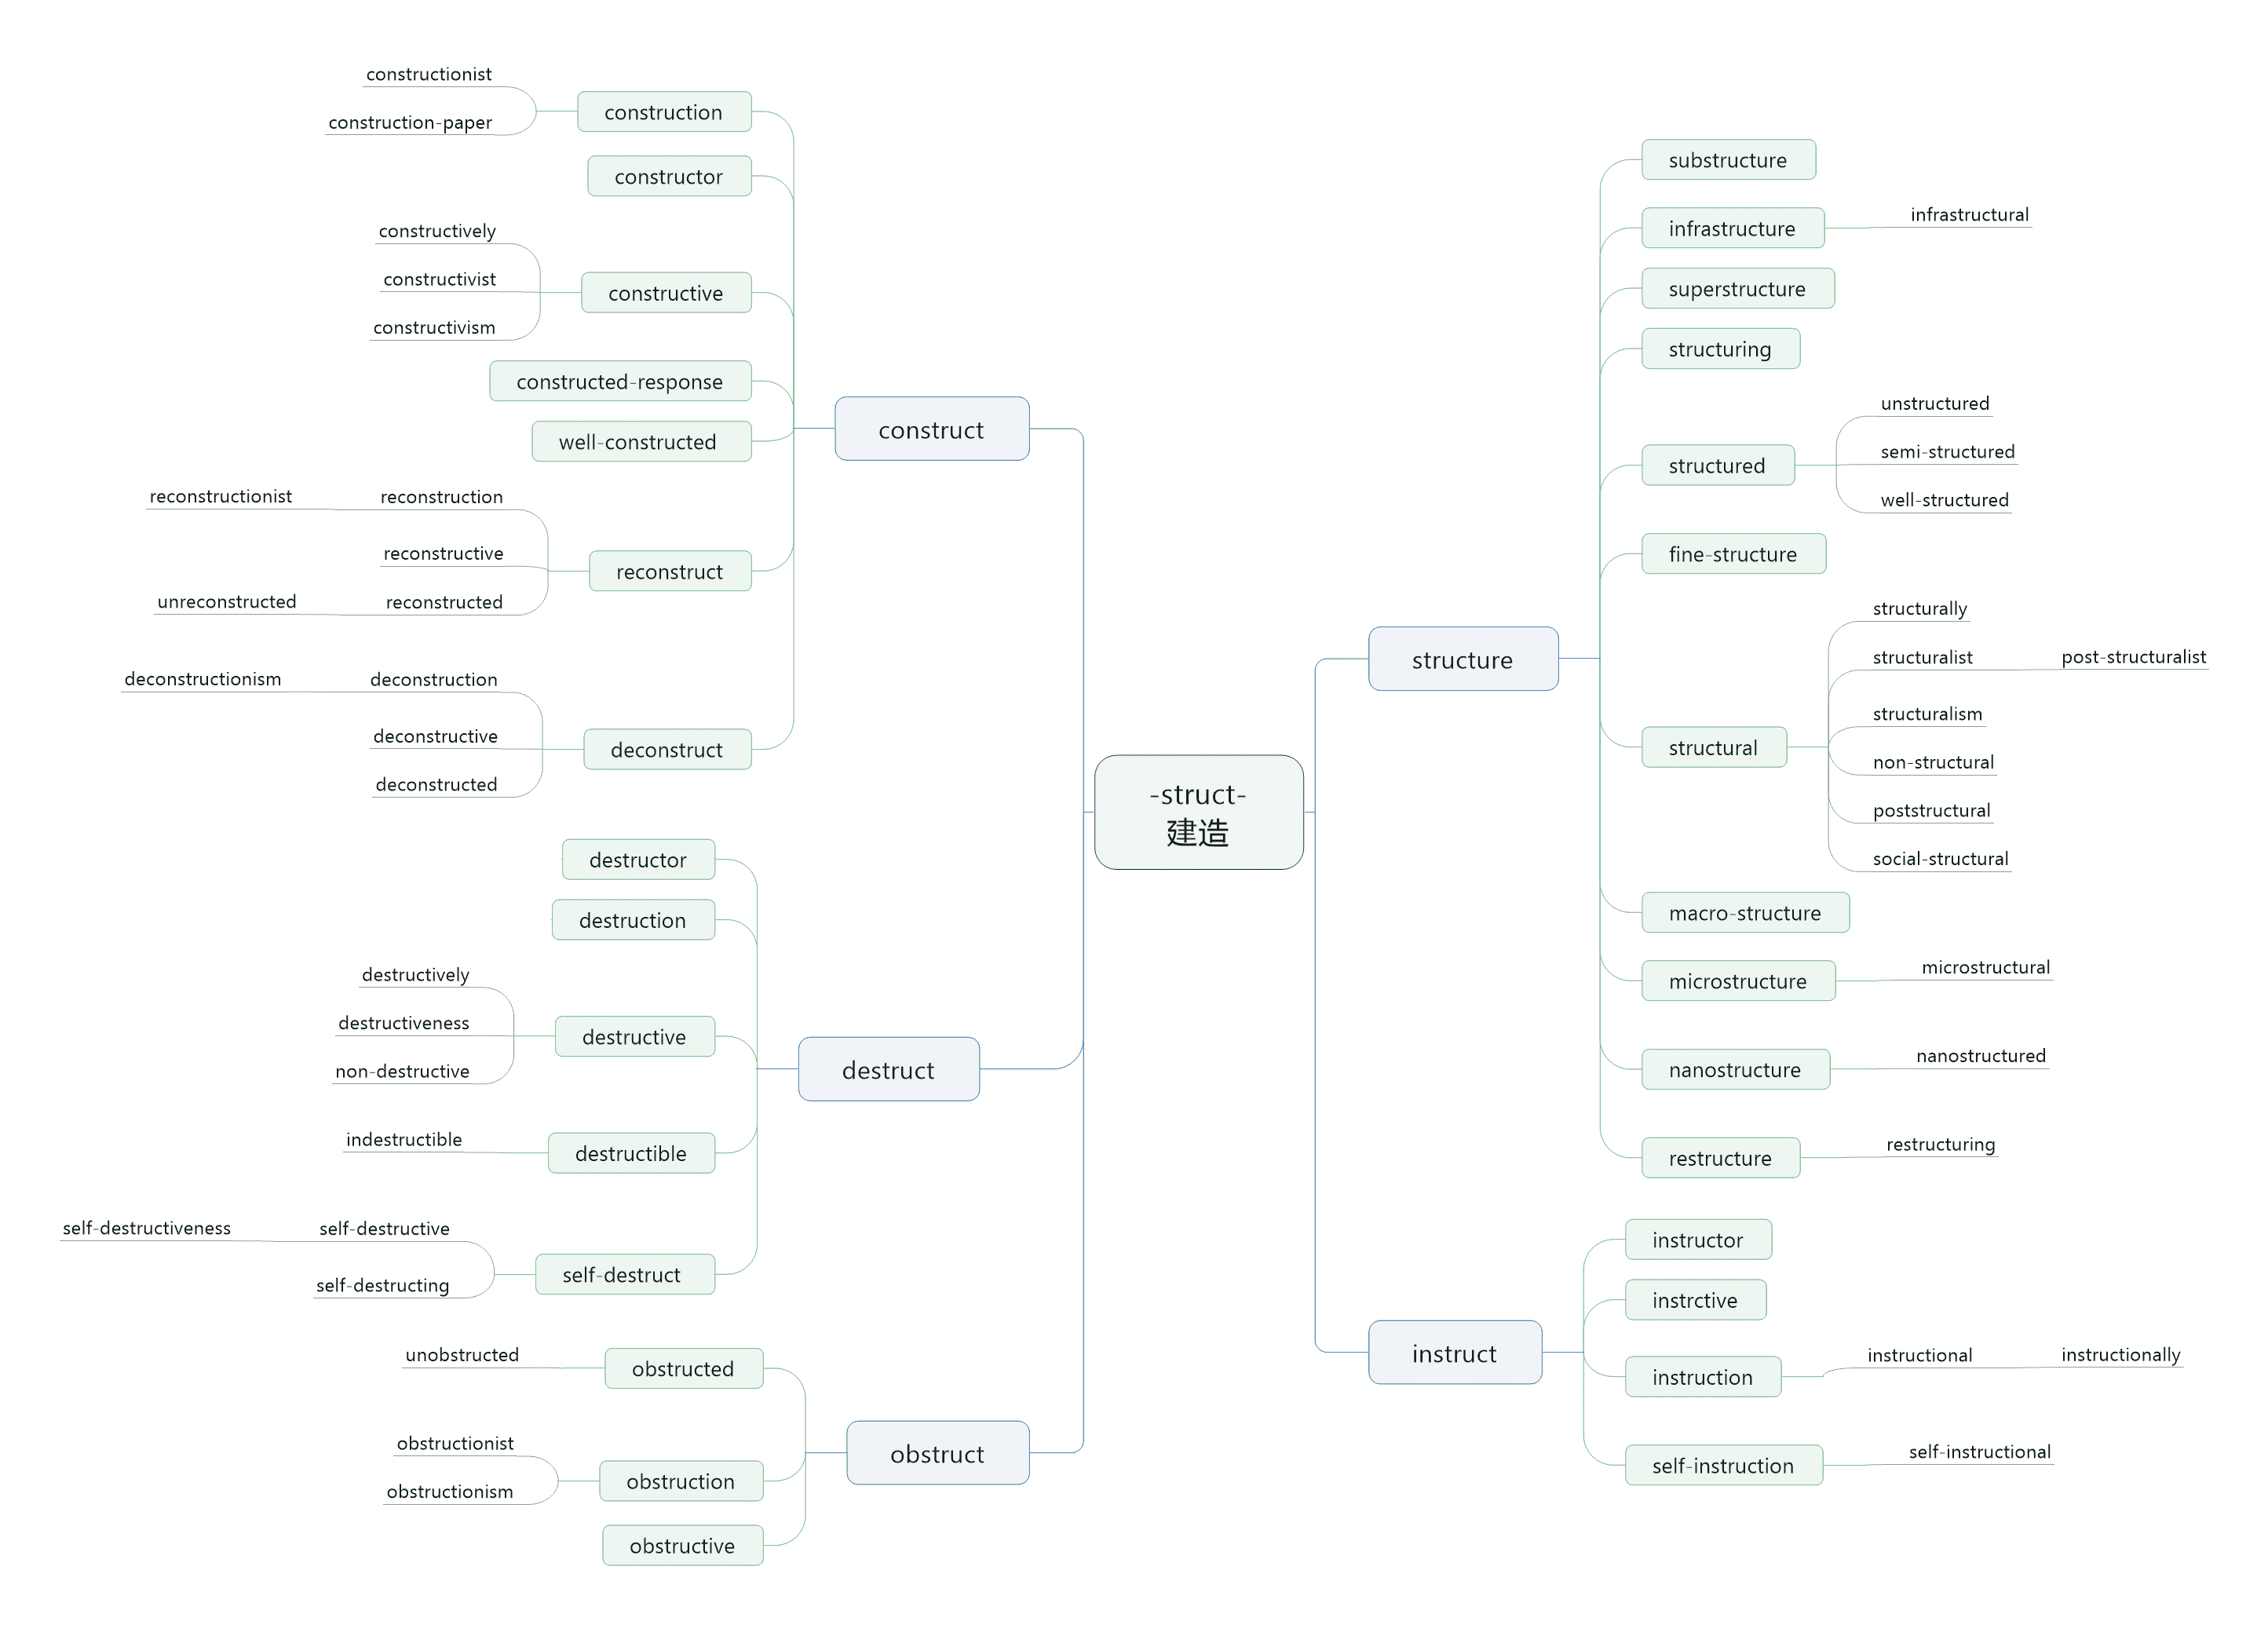 -struct-
建造
construct
construction
constructionist
construction-paper
constructor
constructive
constructively
constructivist
constructivism
constructed-response
well-constructed
reconstruct
reconstruction
reconstructionist
reconstructive
reconstructed
unreconstructed
deconstruct
deconstruction
deconstructionism
deconstructive
deconstructed
destruct
destructor
destruction
destructive
destructively
destructiveness
non-destructive
destructible
indestructible
self-destruct
self-destructive
self-destructiveness
self-destructing
obstruct
obstructed
unobstructed
obstruction
obstructionist
obstructionism
obstructive
structure
substructure
infrastructure
infrastructural
superstructure
structuring
structured
unstructured
semi-structured
well-structured
fine-structure
structural
structurally
structuralist
post-structuralist
structuralism
non-structural
poststructural
social-structural
macro-structure
microstructure
microstructural
nanostructure
nanostructured
restructure
restructuring
instruct
instructor
instrctive
instruction
instructional
instructionally
self-instruction
self-instructional